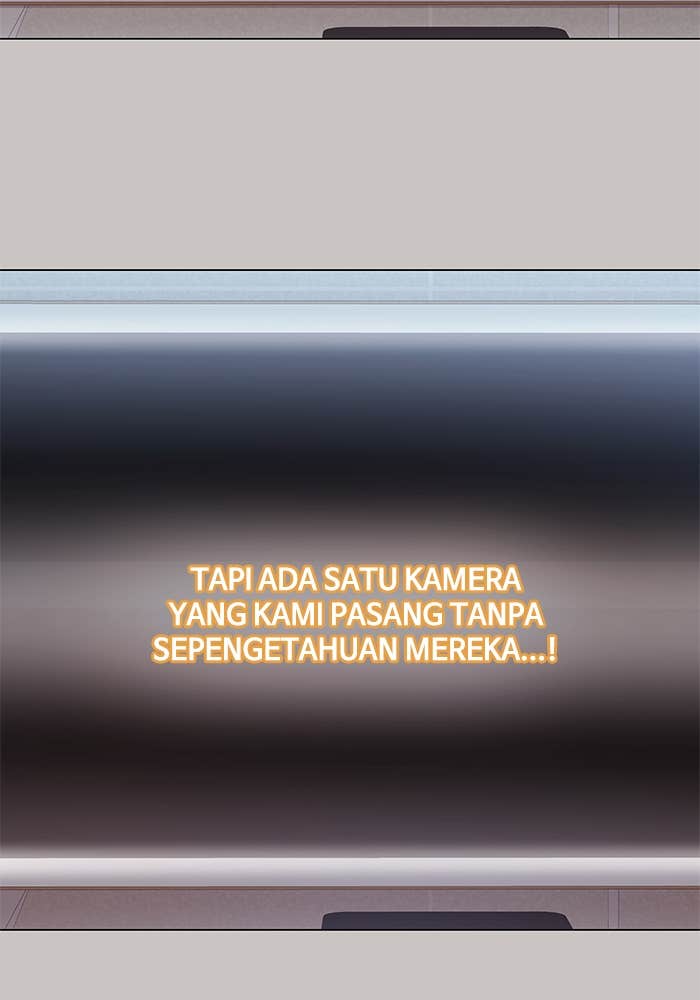 TAPI ADA SATU KAMERA
YANG KAMI PASANG TANPA
SEPENGETAHUAN MEREKA...!